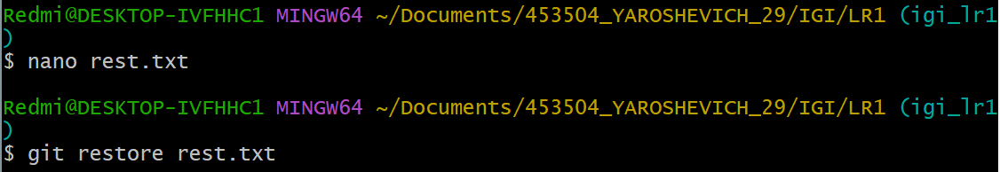 Redmi@DESKTOP-IVFHHC1 MINGW64 ~/Documents/453504_YAROSHEVICH_29/IGI/LR1 (igi_lr1
)
$ nano rest.txt
Redmi@DESKTOP-IVFHHC1 MINGW64 ~/Documents/453504_YAROSHEVICH_29/IGI/LR1 (igi_lr1
)
$ git restore rest.txt